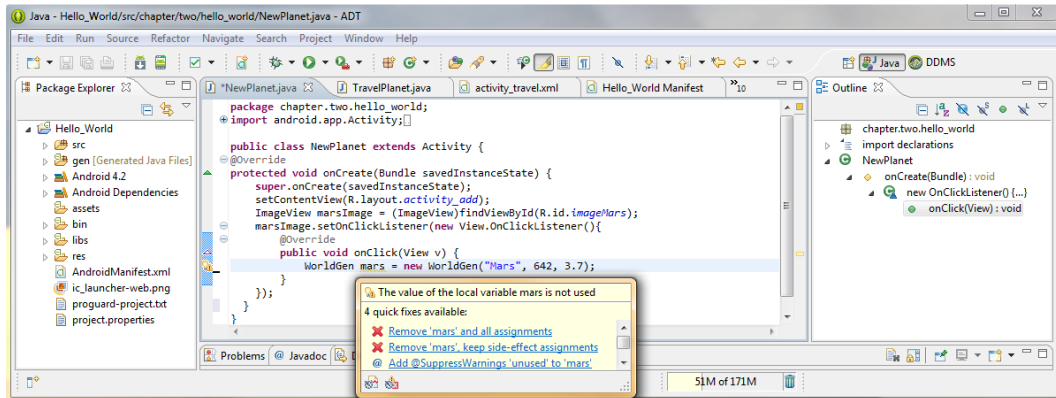 Java - Hello_World/src/chapter/two/hello_world/NewPlanet.java - ADT
File Edit Run Source Refactor Navigate Search Project Window Help
Java DDMS
Package Explorer
Hello_World
src
gen [Generated Java Files]
Android 4.2
Android Dependencies
assets
bin
libs
res
AndroidManifest.xml
ic_launcher-web.png
proguard-project.txt
project.properties
*NewPlanet.java TravelPlanet.java activity_travel.xml Hello_World Manifest »10
package chapter.two.hello_world;
import android.app.Activity;
public class NewPlanet extends Activity {
@Override
protected void onCreate(Bundle savedInstanceState) {
super.onCreate(savedInstanceState);
setContentView(R.layout.activity_add);
ImageView marsImage = (ImageView)findViewById(R.id.imageMars);
marsImage.setOnClickListener(new View.OnClickListener(){
@Override
public void onClick(View v) {
WorldGen mars = new WorldGen("Mars", 642, 3.7);
}
});
}
}
The value of the local variable mars is not used
4 quick fixes available:
Remove 'mars' and all assignments
Remove 'mars', keep side-effect assignments
@ Add @SuppressWarnings 'unused' to 'mars'
Problems @ Javadoc
Outline
chapter.two.hello_world
import declarations
NewPlanet
onCreate(Bundle) : void
new OnClickListener() {...}
onClick(View) : void
51M of 171M